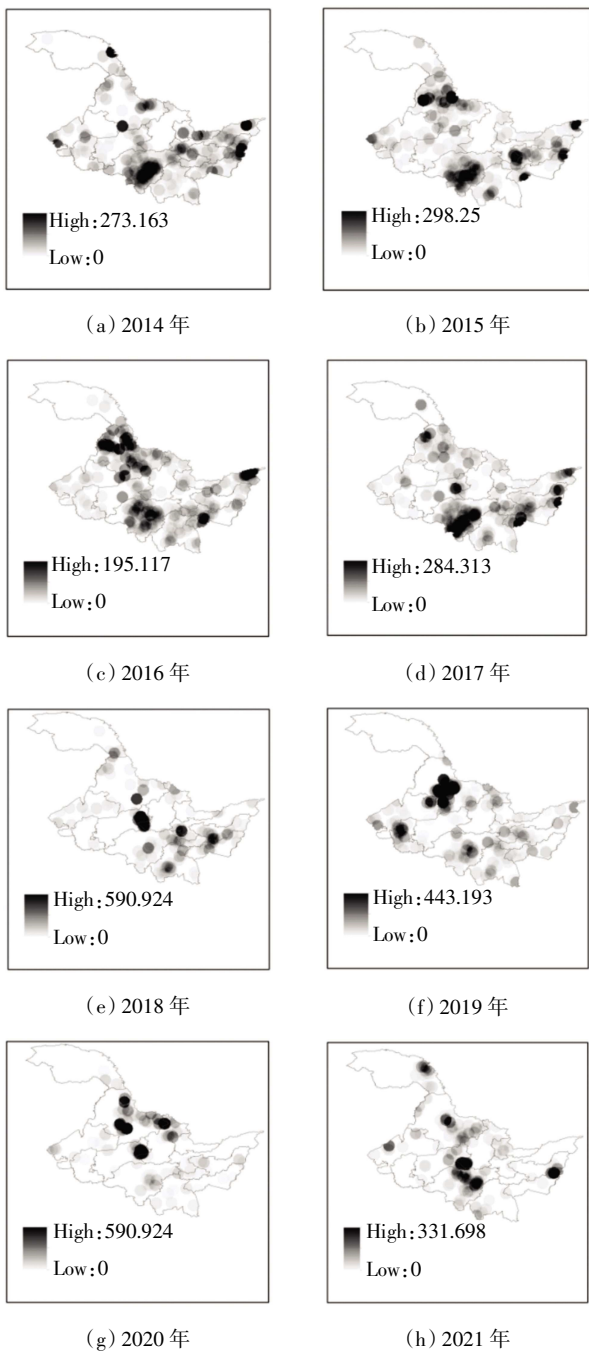 High:273.163
Low:0
(a) 2014 年
High:298.25
Low:0
(b) 2015 年
High:195.117
Low:0
(c) 2016 年
High:284.313
Low:0
(d) 2017 年
High:590.924
Low:0
(e) 2018 年
High:443.193
Low:0
(f) 2019 年
High:590.924
Low:0
(g) 2020 年
High:331.698
Low:0
(h) 2021 年